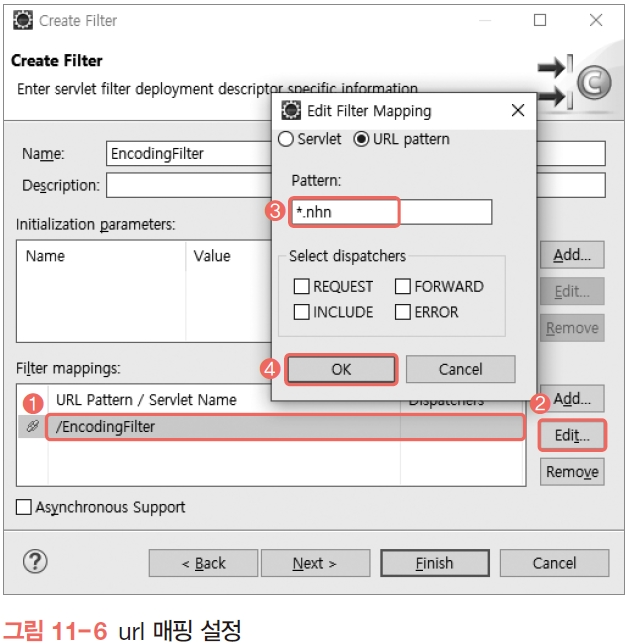 Create Filter
Create Filter
Enter servlet filter deployment descriptor specific information.
Edit Filter Mapping
Servlet URL pattern
Name: EncodingFilter
Description:
Pattern:
③ *.nhn
Initialization parameters:
Name Value
Select dispatchers
REQUEST FORWARD
INCLUDE ERROR
Add...
Edit...
Remove
④ OK Cancel
Filter mappings:
① URL Pattern / Servlet Name Dispatchers
/EncodingFilter
Add...
② Edit...
Remove
Asynchronous Support
? < Back Next > Finish Cancel
그림 11-6 url 매핑 설정